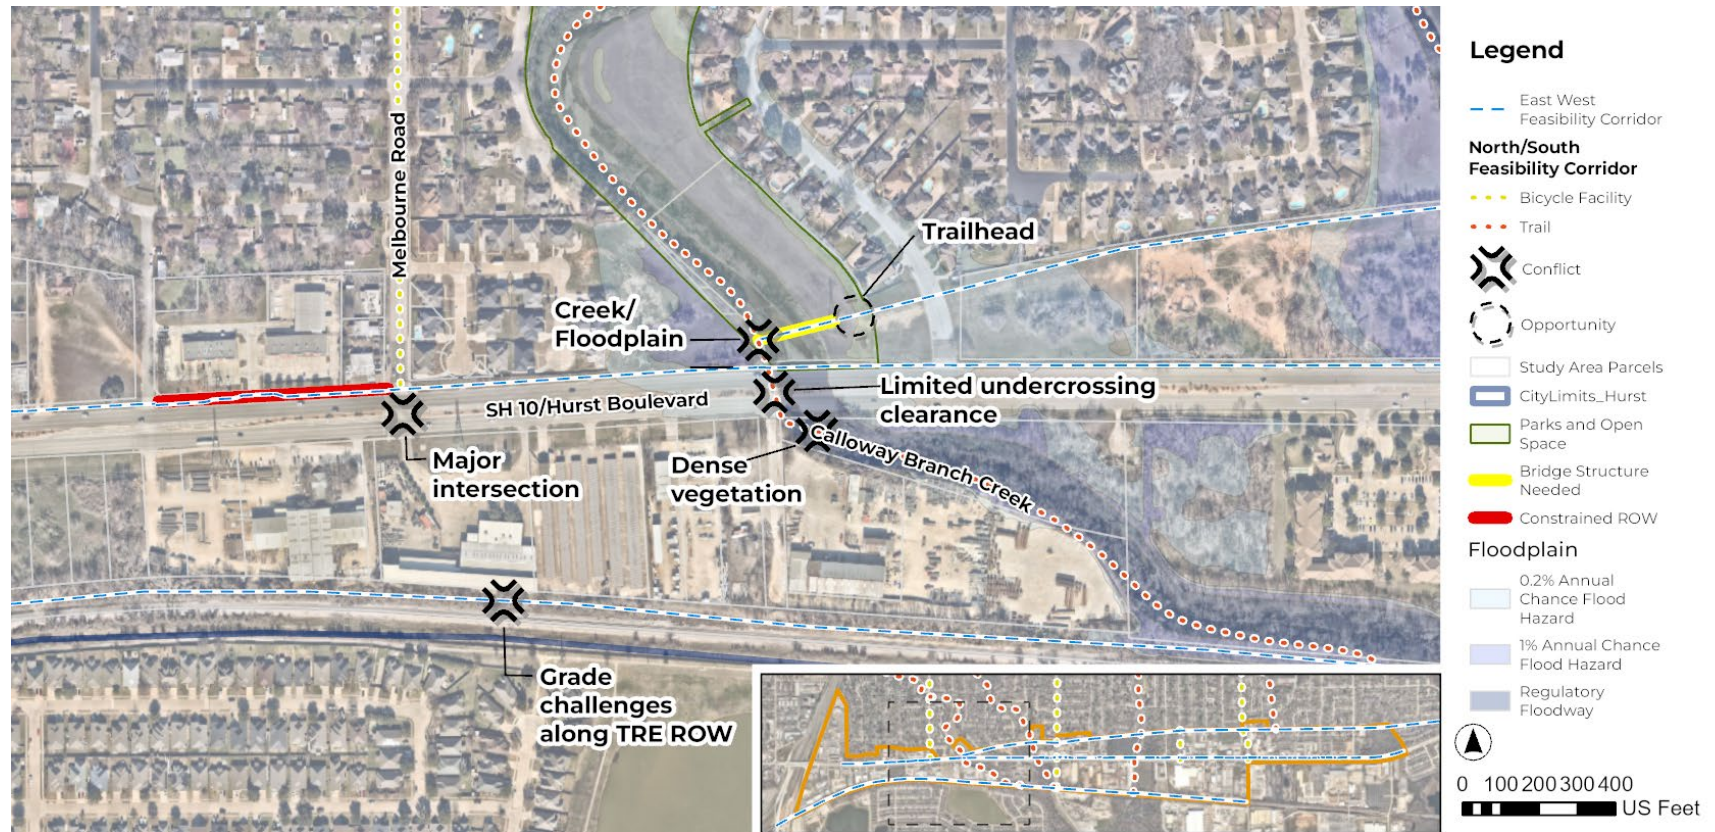 Melbourne Road
Trailhead
Creek/
Floodplain
Limited undercrossing
clearance
SH 10/Hurst Boulevard
Calloway Branch Creek
Major
intersection
Dense
vegetation
Grade
challenges
along TRE ROW
Legend
East West
Feasibility Corridor
North/South
Feasibility Corridor
Bicycle Facility
Trail
Conflict
Opportunity
Study Area Parcels
CityLimits_Hurst
Parks and Open
Space
Bridge Structure
Needed
Constrained ROW
Floodplain
0.2% Annual
Chance Flood
Hazard
1% Annual Chance
Flood Hazard
Regulatory
Floodway
0 100 200 300 400
US Feet